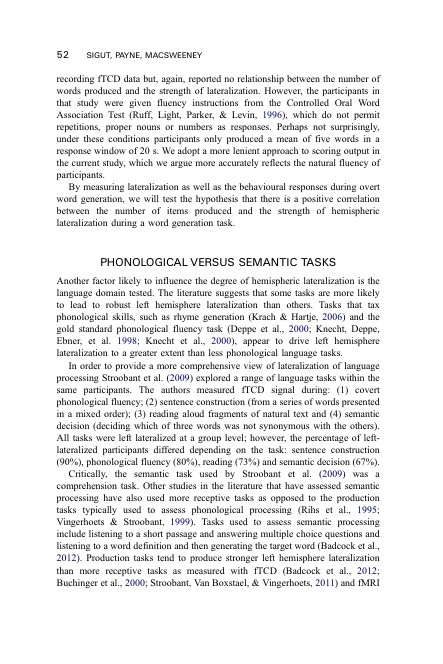 52 SIGUT, PAYNE, MACSWEENEY
recording fTCD data but, again, reported no relationship between the number of
words produced and the strength of lateralization. However, the participants in
that study were given fluency instructions from the Controlled Oral Word
Association Test (Ruff, Light, Parker, & Levin, 1996), which do not permit
repetitions, proper nouns or numbers as responses. Perhaps not surprisingly,
under these conditions participants only produced a mean of five words in a
response window of 20 s. We adopt a more lenient approach to scoring output in
the current study, which we argue more accurately reflects the natural fluency of
participants.
By measuring lateralization as well as the behavioural responses during overt
word generation, we will test the hypothesis that there is a positive correlation
between the number of items produced and the strength of hemispheric
lateralization during a word generation task.
PHONOLOGICAL VERSUS SEMANTIC TASKS
Another factor likely to influence the degree of hemispheric lateralization is the
language domain tested. The literature suggests that some tasks are more likely
to lead to robust left hemisphere lateralization than others. Tasks that tax
phonological skills, such as rhyme generation (Krach & Hartje, 2006) and the
gold standard phonological fluency task (Deppe et al., 2000; Knecht, Deppe,
Ebner, et al. 1998; Knecht et al., 2000), appear to drive left hemisphere
lateralization to a greater extent than less phonological language tasks.
In order to provide a more comprehensive view of lateralization of language
processing Stroobant et al. (2009) explored a range of language tasks within the
same participants. The authors measured fTCD signal during: (1) covert
phonological fluency; (2) sentence construction (from a series of words presented
in a mixed order); (3) reading aloud fragments of natural text and (4) semantic
decision (deciding which of three words was not synonymous with the others).
All tasks were left lateralized at a group level; however, the percentage of left-
lateralized participants differed depending on the task: sentence construction
(90%), phonological fluency (80%), reading (73%) and semantic decision (67%).
Critically, the semantic task used by Stroobant et al. (2009) was a
comprehension task. Other studies in the literature that have assessed semantic
processing have also used more receptive tasks as opposed to the production
tasks typically used to assess phonological processing (Rihs et al., 1995;
Vingerhoets & Stroobant, 1999). Tasks used to assess semantic processing
include listening to a short passage and answering multiple choice questions and
listening to a word definition and then generating the target word (Badcock et al.,
2012). Production tasks tend to produce stronger left hemisphere lateralization
than more receptive tasks as measured with fTCD (Badcock et al., 2012;
Buchinger et al., 2000; Stroobant, Van Boxstael, & Vingerhoets, 2011) and fMRI